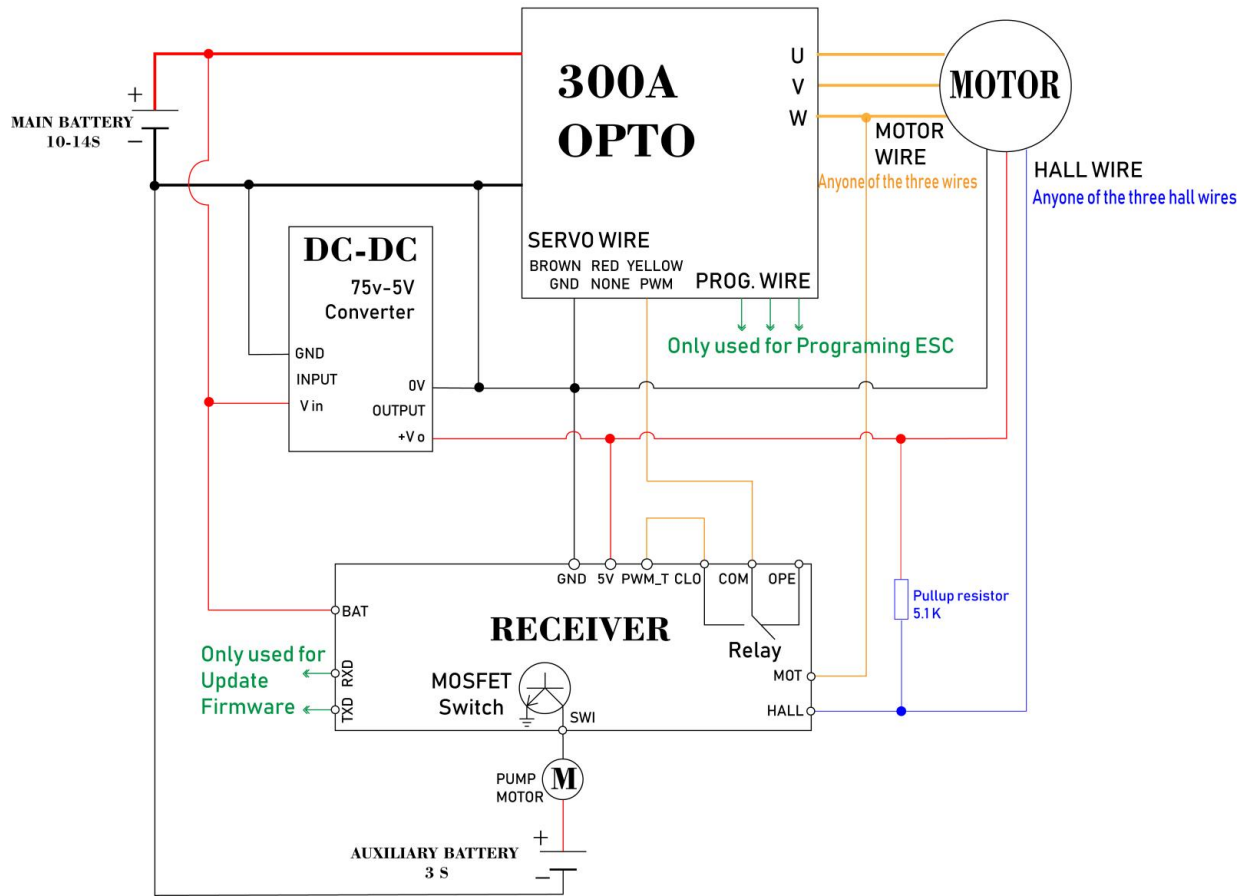 300A
OPTO
U
V
W
MOTOR
MOTOR
WIRE
Anyone of the three wires
HALL WIRE
Anyone of the three hall wires
+
MAIN BATTERY
10-14S
−
DC-DC
75v-5V
Converter
GND
INPUT
V in
0V
OUTPUT
+V o
SERVO WIRE
BROWN RED YELLOW
GND NONE PWM
PROG. WIRE
Only used for Programing ESC
GND 5V PWM_T CLO COM OPE
BAT
RECEIVER
Relay
Pullup resistor
5.1K
Only used for
Update
Firmware
RXD
TXD
MOSFET
Switch
SWI
MOT
HALL
PUMP
MOTOR
M
+
AUXILIARY BATTERY
3 S
−